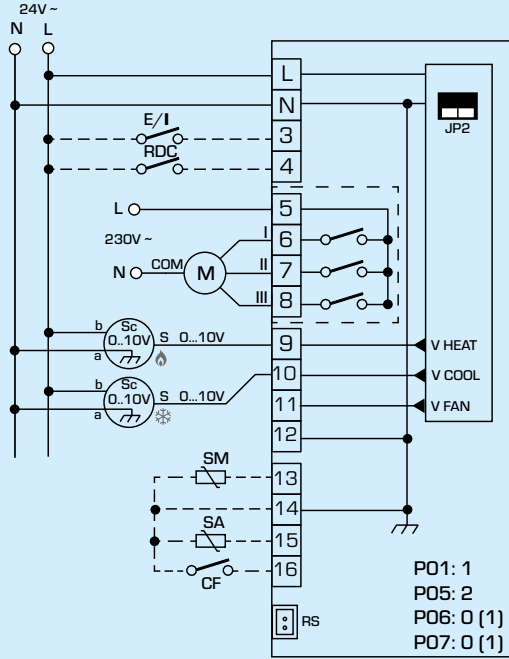 24V~
N L
L
N
JP2
E/I
3
RDC
4
L
5
230V~
I
6
N
COM
M
II
7
III
8
b
Sc
0..10V
S 0...10V
a
9
V HEAT
10
V COOL
b
Sc
0..10V
S 0...10V
a
11
V FAN
12
SM
13
14
SA
15
16
CF
P01: 1
P05: 2
RS
P06: 0 (1)
P07: 0 (1)